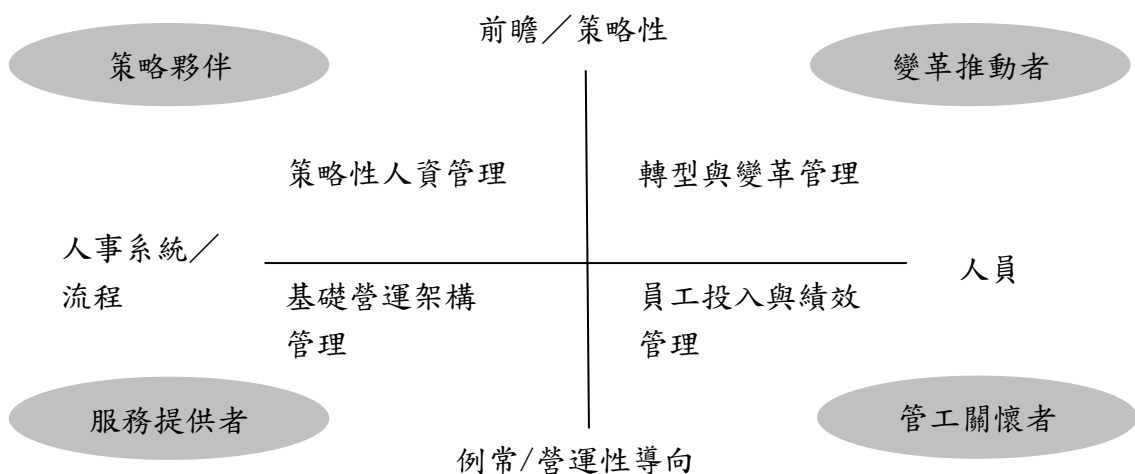 前瞻／策略性
策略夥伴
變革推動者
策略性人資管理
轉型與變革管理
人事系統／
流程
人員
基礎營運架構
管理
員工投入與績效
管理
服務提供者
管工關懷者
例常/營運性導向